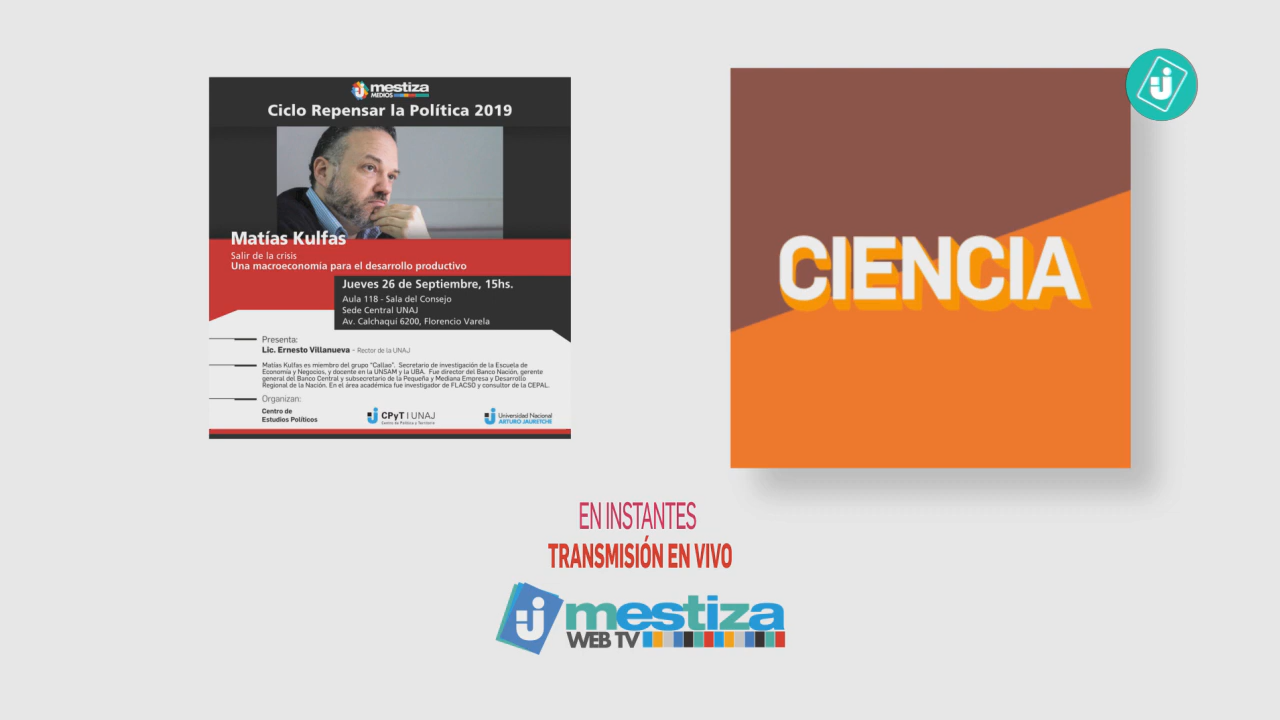 mestiza
MEDIOS
Ciclo Repensar la Política 2019
Matías Kulfas
Salir de la crisis
Una macroeconomía para el desarrollo productivo
Jueves 26 de Septiembre, 15hs.
Aula 118 - Sala del Consejo
Sede Central UNAJ
Av. Calchaquí 6200, Florencio Varela
Presenta:
Lic. Ernesto Villanueva - Rector de la UNAJ
Matías Kulfas es miembro del grupo "Callao". Secretario de investigación de la Escuela de
Economía y Negocios, y docente en la UNSAM y la UBA. Fue director del Banco Nación, gerente
general del Banco Central y subsecretario de la Pequeña y Mediana Empresa y Desarrollo
Regional de la Nación. En el área académica fue investigador de FLACSO y consultor de la CEPAL.
Organizan:
Centro de
Estudios Políticos
CPyT | UNAJ
Centro de Política y Territorio
Universidad Nacional
ARTURO JAURETCHE
CIENCIA
EN INSTANTES
TRANSMISIÓN EN VIVO
mestiza
WEB TV